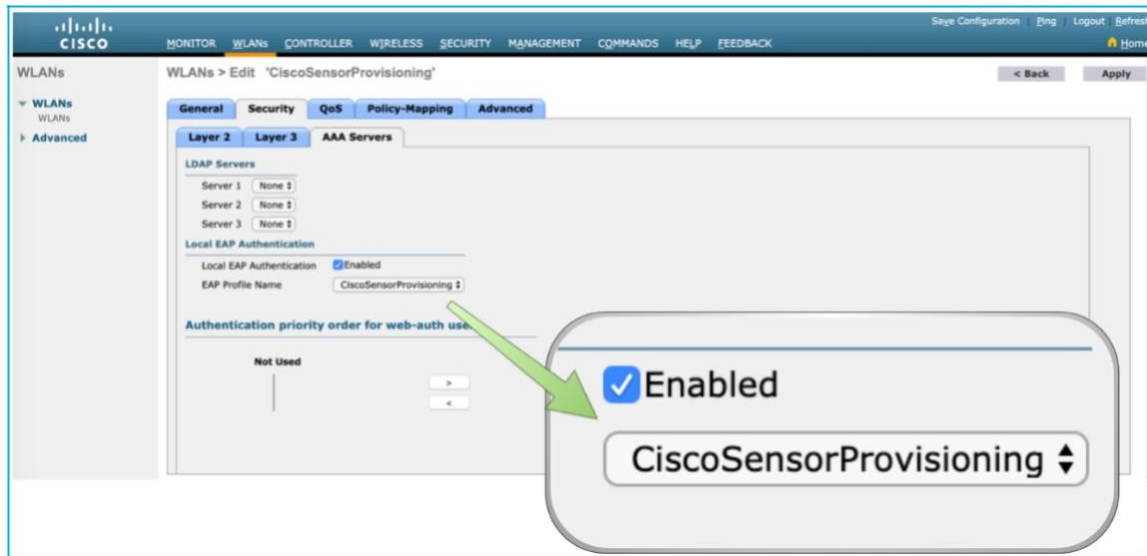 Save Configuration Ping Logout Refresh
CISCO MONITOR WLANs CONTROLLER WIRELESS SECURITY MANAGEMENT COMMANDS HELP FEEDBACK Home
WLANs WLANs > Edit 'CiscoSensorProvisioning' < Back Apply
WLANs General Security QoS Policy-Mapping Advanced
WLANs
Advanced Layer 2 Layer 3 AAA Servers
LDAP Servers
Server 1 None
Server 2 None
Server 3 None
Local EAP Authentication
Local EAP Authentication Enabled
EAP Profile Name CiscoSensorProvisioning
Authentication priority order for web-auth
Not Used
>
<
Enabled
CiscoSensorProvisioning